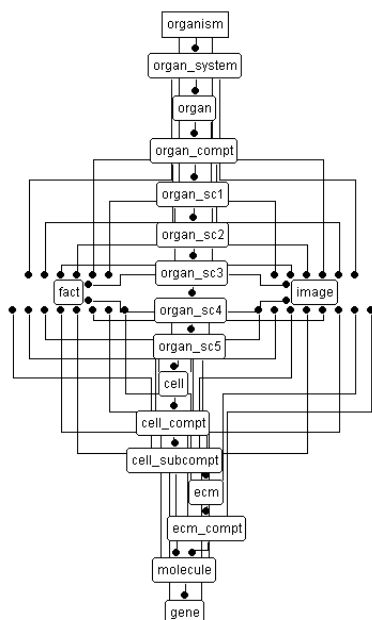 organism
organ_system
organ
organ_compt
organ_sc1
organ_sc2
organ_sc3
fact
image
organ_sc4
organ_sc5
cell
cell_compt
cell_subcompt
ecm
ecm_compt
molecule
gene